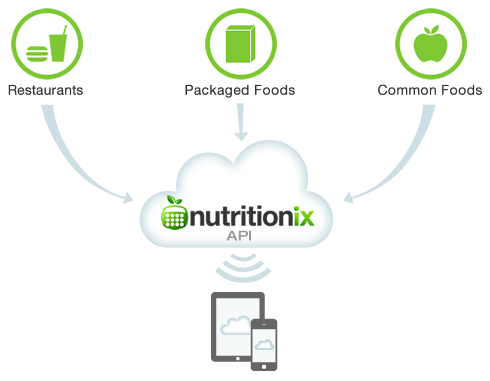 Restaurants
Packaged Foods
Common Foods
nutritionix
API